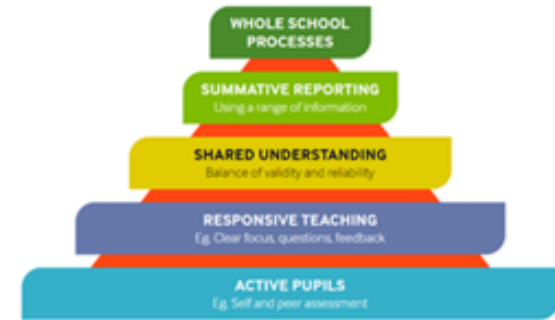 WHOLE SCHOOL
PROCESSES
SUMMATIVE REPORTING
Using a range of information
SHARED UNDERSTANDING
Balance of validity and reliability
RESPONSIVE TEACHING
Eg. Clear focus, questions, feedback
ACTIVE PUPILS
Eg. Self and peer assessment